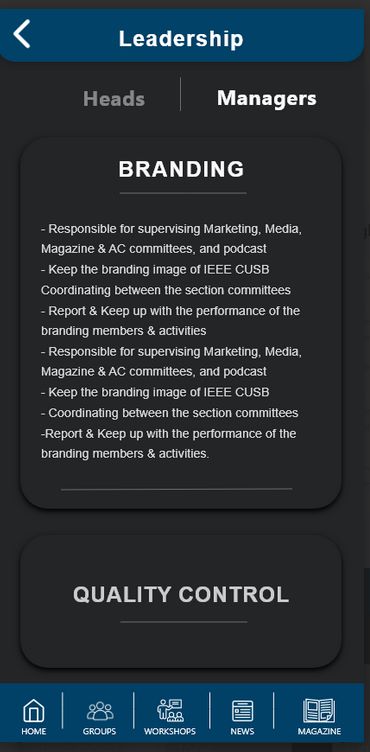 Leadership
Heads
Managers
BRANDING
- Responsible for supervising Marketing, Media,
Magazine & AC committees, and podcast
- Keep the branding image of IEEE CUSB
Coordinating between the section committees
- Report & Keep up with the performance of the
branding members & activities
- Responsible for supervising Marketing, Media,
Magazine & AC committees, and podcast
- Keep the branding image of IEEE CUSB
- Coordinating between the section committees
-Report & Keep up with the performance of the
branding members & activities.
QUALITY CONTROL
HOME
GROUPS
WORKSHOPS
NEWS
MAGAZINE